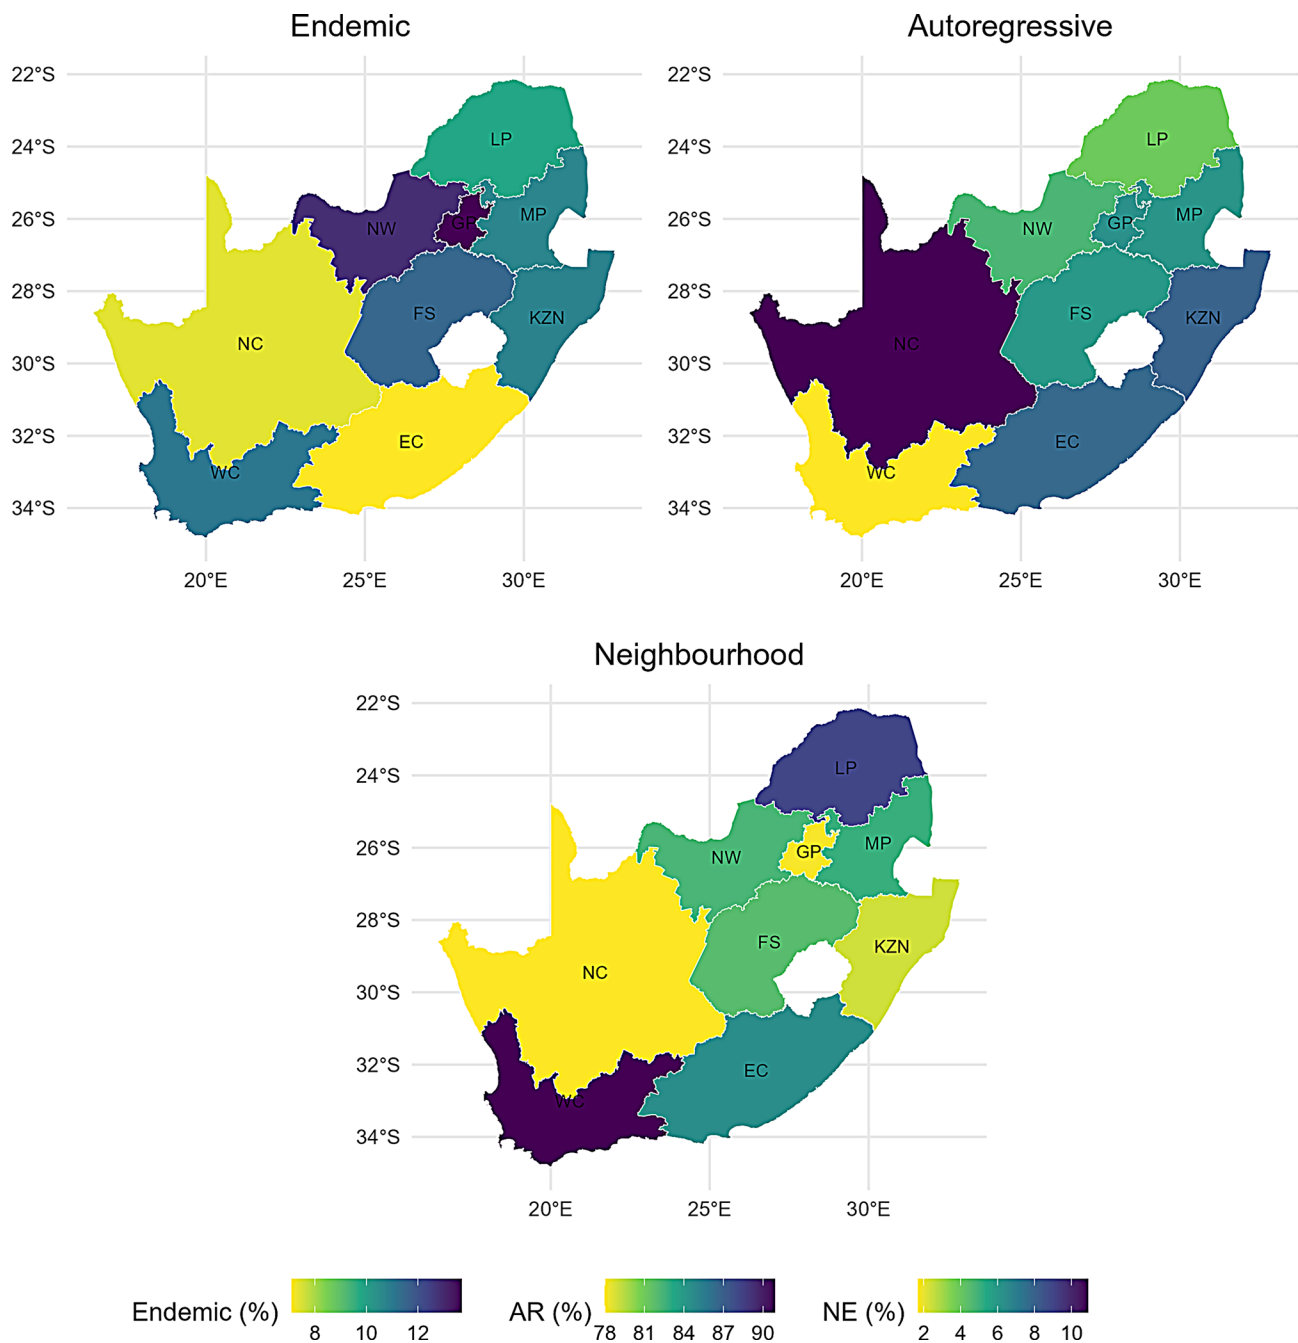 Endemic
22°S
24°S
26°S
28°S
30°S
32°S
34°S
LP
MP
NW
GP
FS
KZN
NC
EC
WC
20°E 25°E 30°E
Autoregressive
22°S
24°S
26°S
28°S
30°S
32°S
34°S
LP
MP
NW
GP
FS
KZN
NC
EC
WC
20°E 25°E 30°E
Neighbourhood
22°S
24°S
26°S
28°S
30°S
32°S
34°S
LP
MP
NW
GP
FS
KZN
NC
EC
WC
20°E 25°E 30°E
Endemic (%)
8 10 12
AR (%)
78 81 84 87 90
NE (%)
2 4 6 8 10